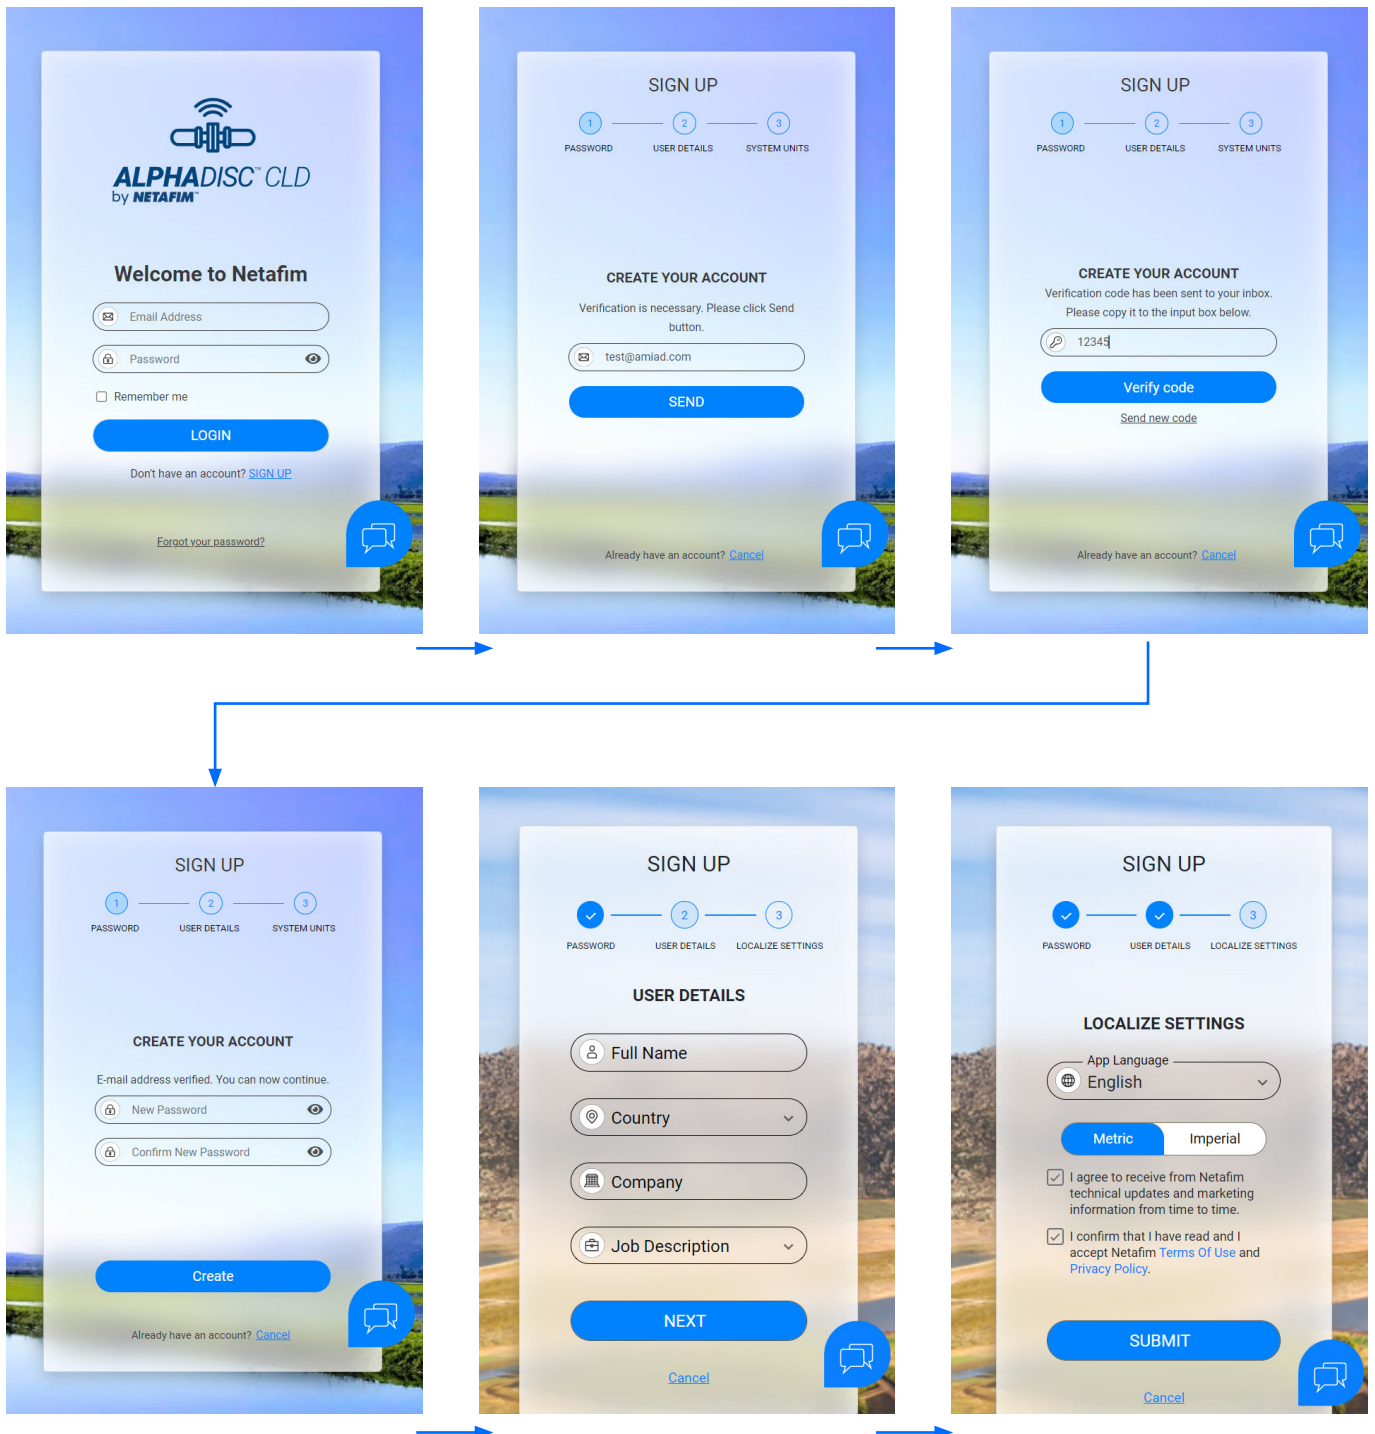 ALPHADISC™ CLD
by NETAFIM™
Welcome to Netafim
Email Address
Password
Remember me
LOGIN
Don't have an account? SIGN UP
Forgot your password?
SIGN UP
1
2
3
PASSWORD
USER DETAILS
SYSTEM UNITS
CREATE YOUR ACCOUNT
Verification is necessary. Please click Send
button.
test@amiad.com
SEND
Already have an account? Cancel
SIGN UP
1
2
3
PASSWORD
USER DETAILS
SYSTEM UNITS
CREATE YOUR ACCOUNT
Verification code has been sent to your inbox.
Please copy it to the input box below.
12345
Verify code
Send new code
Already have an account? Cancel
SIGN UP
1
2
3
PASSWORD
USER DETAILS
SYSTEM UNITS
CREATE YOUR ACCOUNT
E-mail address verified. You can now continue.
New Password
Confirm New Password
Create
Already have an account? Cancel
SIGN UP
2
3
PASSWORD
USER DETAILS
LOCALIZE SETTINGS
USER DETAILS
Full Name
Country
Company
Job Description
NEXT
Cancel
SIGN UP
3
PASSWORD
USER DETAILS
LOCALIZE SETTINGS
LOCALIZE SETTINGS
App Language
English
Metric
Imperial
I agree to receive from Netafim
technical updates and marketing
information from time to time.
I confirm that I have read and I
accept Netafim Terms Of Use and
Privacy Policy.
SUBMIT
Cancel